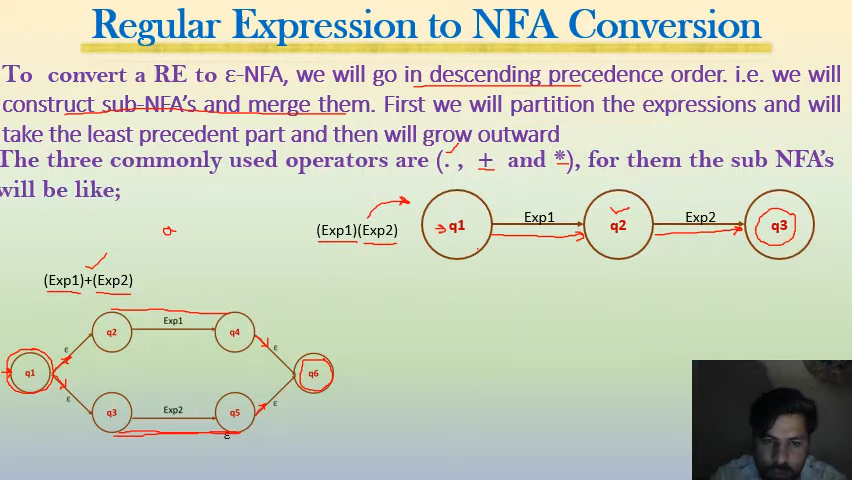 Regular Expression to NFA Conversion
To convert a RE to ε-NFA, we will go in descending precedence order. i.e. we will
construct sub-NFA's and merge them. First we will partition the expressions and will
take the least precedent part and then will grow outward
The three commonly used operators are (. , + and *), for them the sub NFA's
will be like;
(Exp1)(Exp2)
q1 Exp1 q2 Exp2 q3
a
(Exp1)+(Exp2)
q2 Exp1 q4
ε ε
q1 q6
ε ε
q3 Exp2 q5
ε